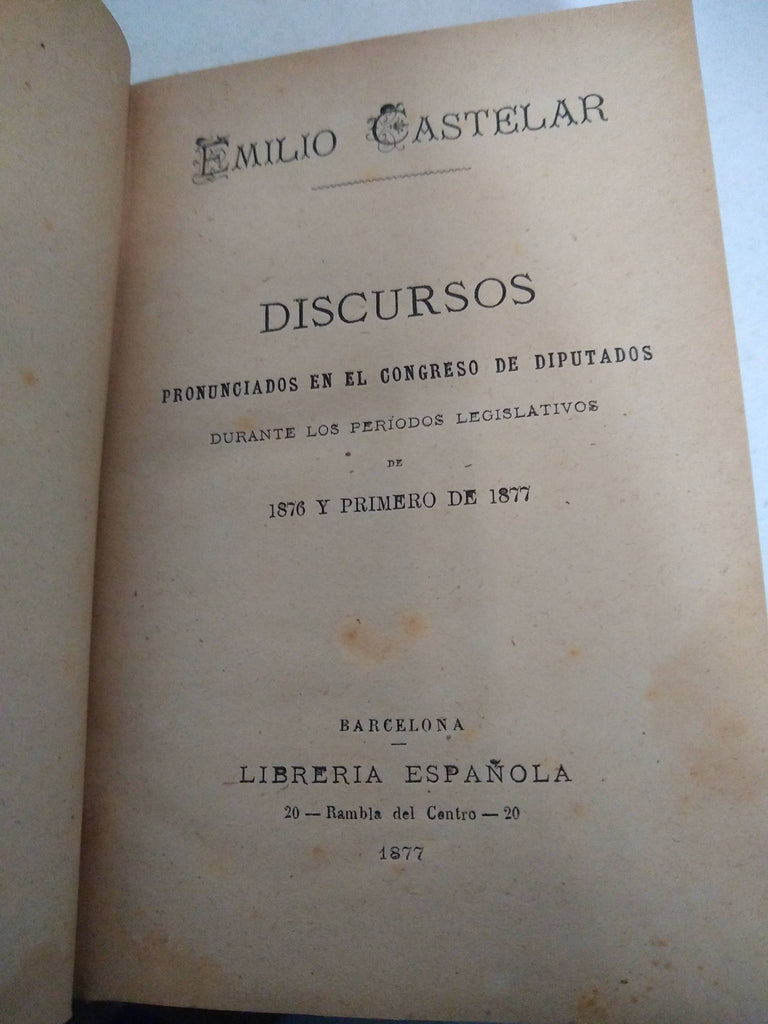 EMILIO CASTELAR
DISCURSOS
PRONUNCIADOS EN EL CONGRESO DE DIPUTADOS
DURANTE LOS PERÍODOS LEGISLATIVOS
DE
1876 Y PRIMERO DE 1877
BARCELONA
LIBRERIA ESPAÑOLA
20 — Rambla del Centro — 20
1877